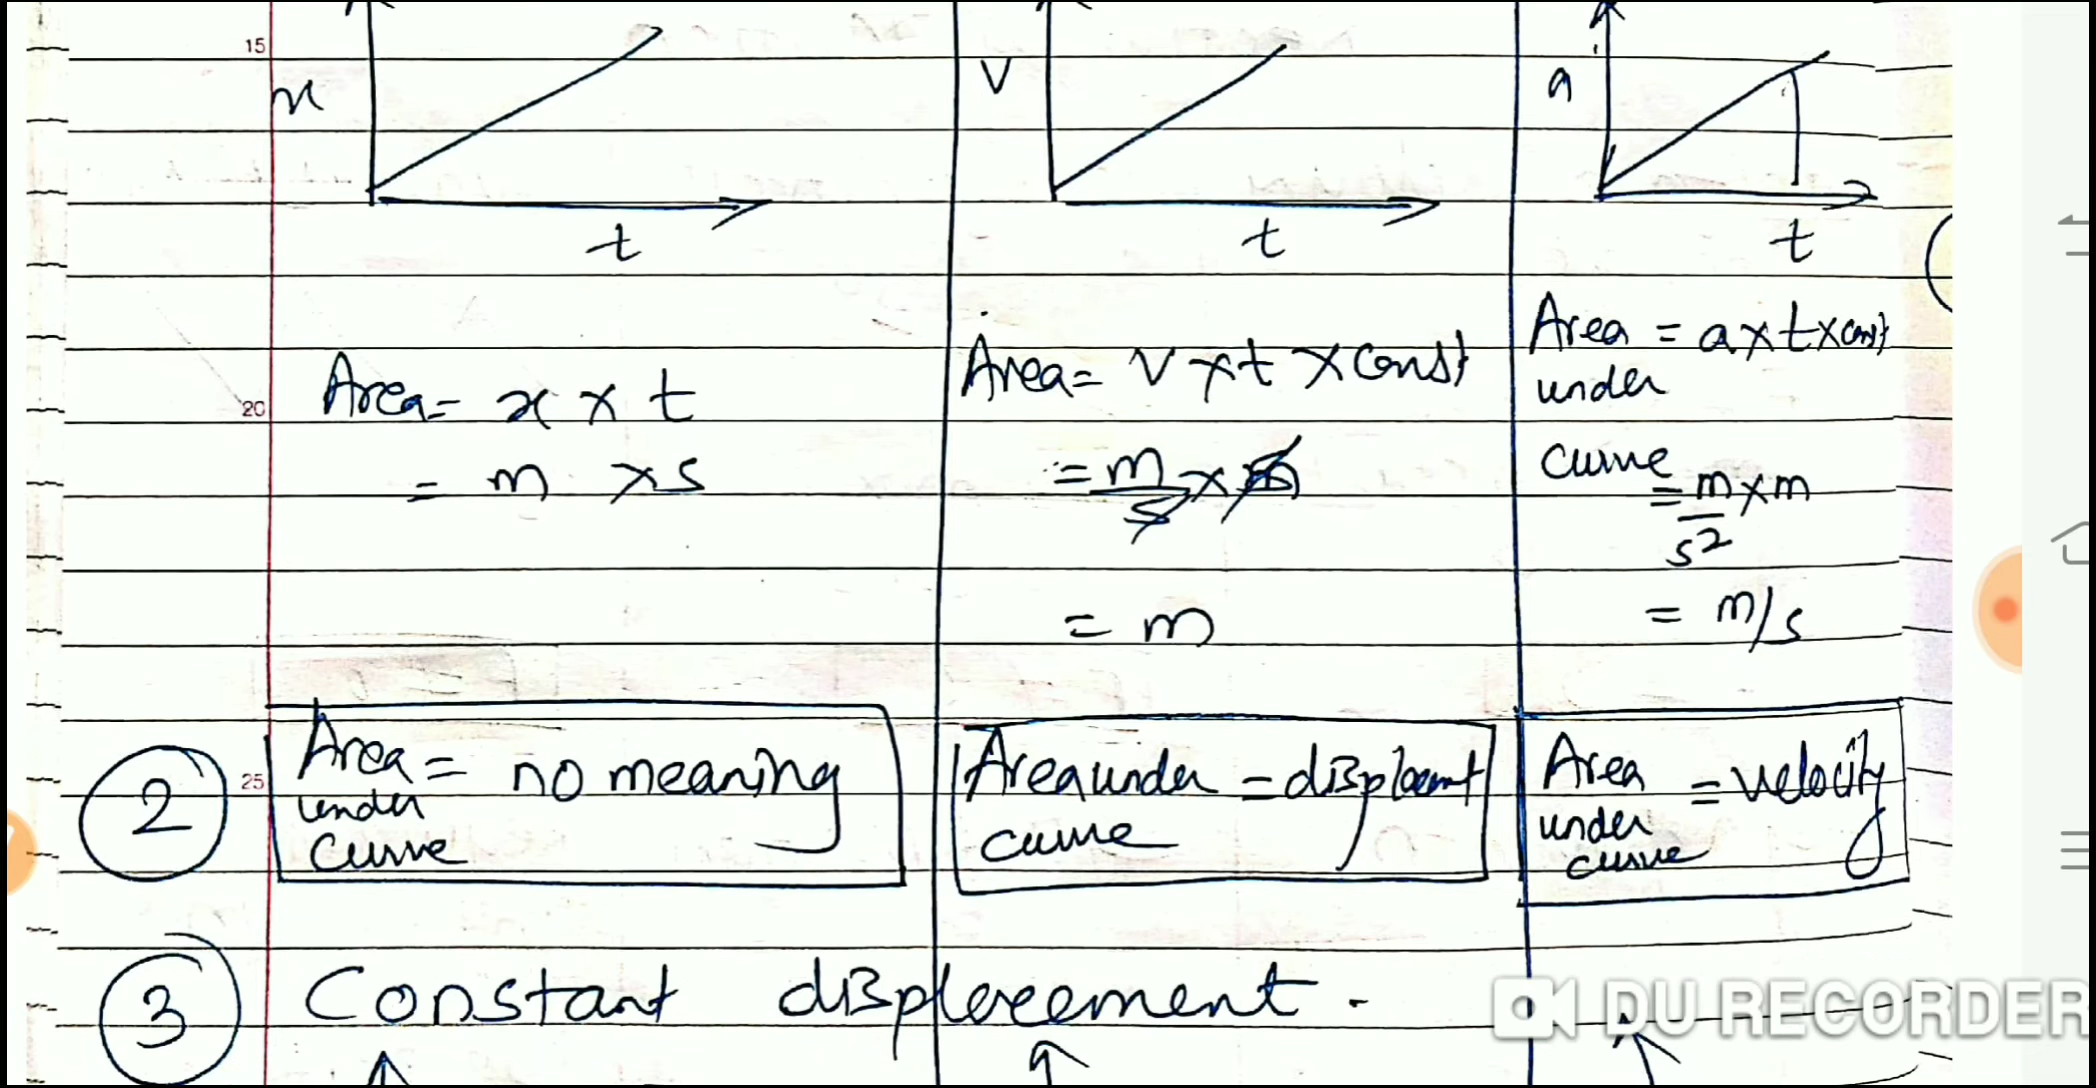 15
x
t
V
t
a
t
Area = x x t
= m x s
Area = v x t x const
= m/s x
= m
Area = a x t x const
under
curve
= m/s² x m
= m/s
20
2
25
Area = no meaning
under
curve
Area under = displacemt
curve
Area = velocity
under
curve
3 Constant displacement.
DU RECORDER